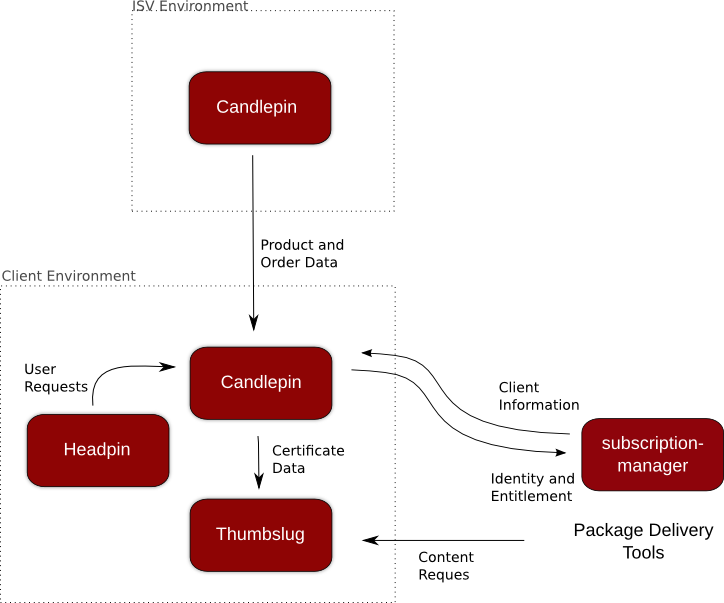 ISV Environment
Candlepin
Product and
Order Data
Client Environment
User
Requests
Candlepin
Client
Information
Headpin
Certificate
Data
subscription-
manager
Identity and
Entitlement
Thumbslug
Package Delivery
Tools
Content
Reques